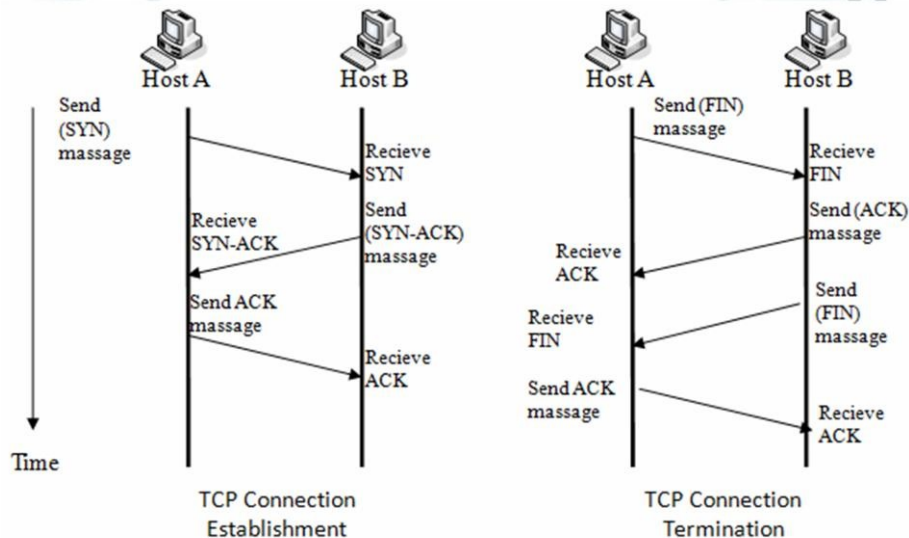 Host A
Host B
Send
(SYN)
massage
Recieve
SYN
Send
(SYN-ACK)
massage
Recieve
SYN-ACK
Send ACK
massage
Recieve
ACK
Time
TCP Connection
Establishment
Host A
Host B
Send (FIN)
massage
Recieve
FIN
Send (ACK)
massage
Recieve
ACK
Send
(FIN)
massage
Recieve
FIN
Send ACK
massage
Recieve
ACK
TCP Connection
Termination